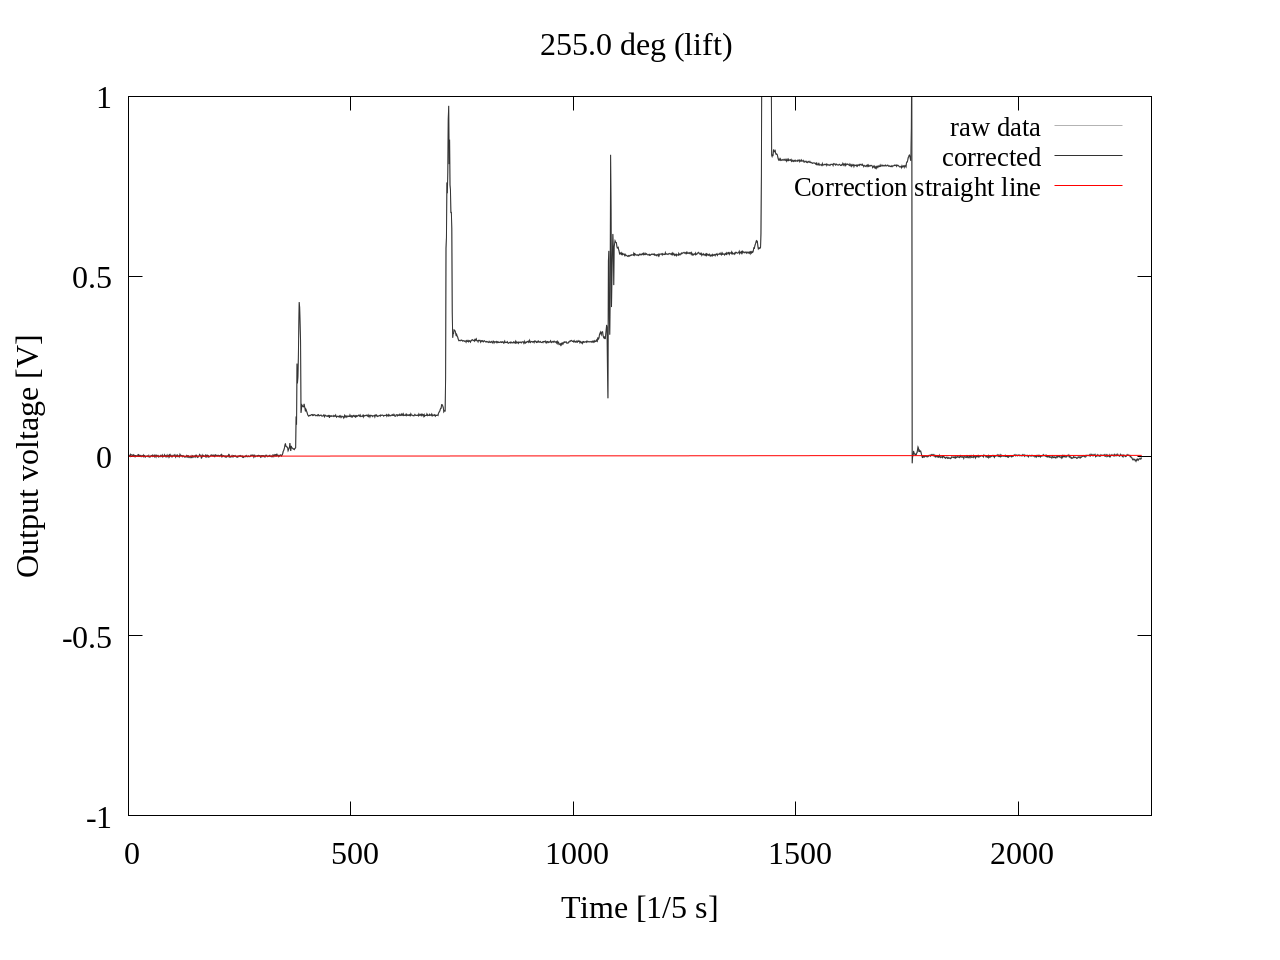 255.0 deg (lift)
1
0.5
0
-0.5
-1
Output voltage [V]
raw data
corrected
Correction straight line
0 500 1000 1500 2000
Time [1/5 s]